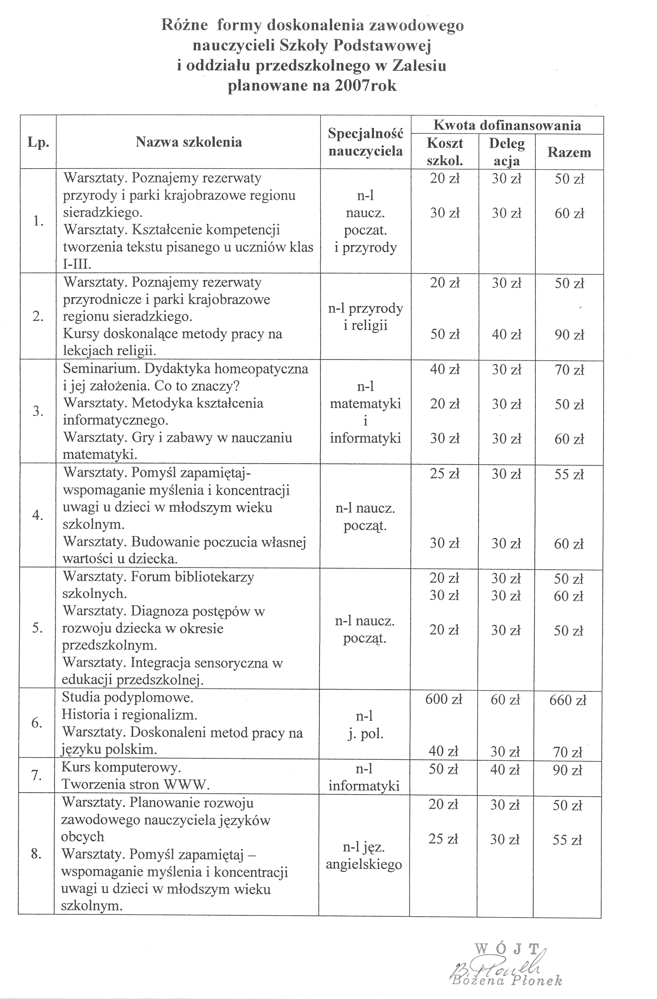 Różne formy doskonalenia zawodowego
nauczycieli Szkoły Podstawowej
i oddziału przedszkolnego w Zalesiu
planowane na 2007rok
Lp.
Nazwa szkolenia
Specjalność
nauczyciela
Kwota dofinansowania
Koszt
szkol.
Deleg
acja
Razem
1.
Warsztaty. Poznajemy rezerwaty
przyrody i parki krajobrazowe regionu
sieradzkiego.
Warsztaty. Kształcenie kompetencji
tworzenia tekstu pisanego u uczniów klas
I-III.
n-l
naucz.
poczat.
i przyrody
20 zł 30 zł 50 zł
30 zł 30 zł 60 zł
2.
Warsztaty. Poznajemy rezerwaty
przyrodnicze i parki krajobrazowe
regionu sieradzkiego.
Kursy doskonalące metody pracy na
lekcjach religii.
n-l przyrody
i religii
20 zł 30 zł 50 zł
50 zł 40 zł 90 zł
3.
Seminarium. Dydaktyka homeopatyczna
i jej założenia. Co to znaczy?
Warsztaty. Metodyka kształcenia
informatycznego.
Warsztaty. Gry i zabawy w nauczaniu
matematyki.
n-l
matematyki
i
informatyki
40 zł 30 zł 70 zł
20 zł 30 zł 50 zł
30 zł 30 zł 60 zł
4.
Warsztaty. Pomyśl zapamiętaj-
wspomaganie myślenia i koncentracji
uwagi u dzieci w młodszym wieku
szkolnym.
Warsztaty. Budowanie poczucia własnej
wartości u dziecka.
n-l naucz.
począt.
25 zł 30 zł 55 zł
30 zł 30 zł 60 zł
5.
Warsztaty. Forum bibliotekarzy
szkolnych.
Warsztaty. Diagnoza postępów w
rozwoju dziecka w okresie
przedszkolnym.
Warsztaty. Integracja sensoryczna w
edukacji przedszkolnej.
n-l naucz.
począt.
20 zł 30 zł 50 zł
30 zł 30 zł 60 zł
20 zł 30 zł 50 zł
6.
Studia podyplomowe.
Historia i regionalizm.
Warsztaty. Doskonaleni metod pracy na
języku polskim.
n-l
j. pol.
600 zł 60 zł 660 zł
40 zł 30 zł 70 zł
7.
Kurs komputerowy.
Tworzenia stron WWW.
n-l
informatyki
50 zł 40 zł 90 zł
8.
Warsztaty. Planowanie rozwoju
zawodowego nauczyciela języków
obcych
Warsztaty. Pomyśl zapamiętaj –
wspomaganie myślenia i koncentracji
uwagi u dzieci w młodszym wieku
szkolnym.
n-l jęz.
angielskiego
20 zł 30 zł 50 zł
25 zł 30 zł 55 zł
WÓJT
B. Płonek
Bożena Płonek